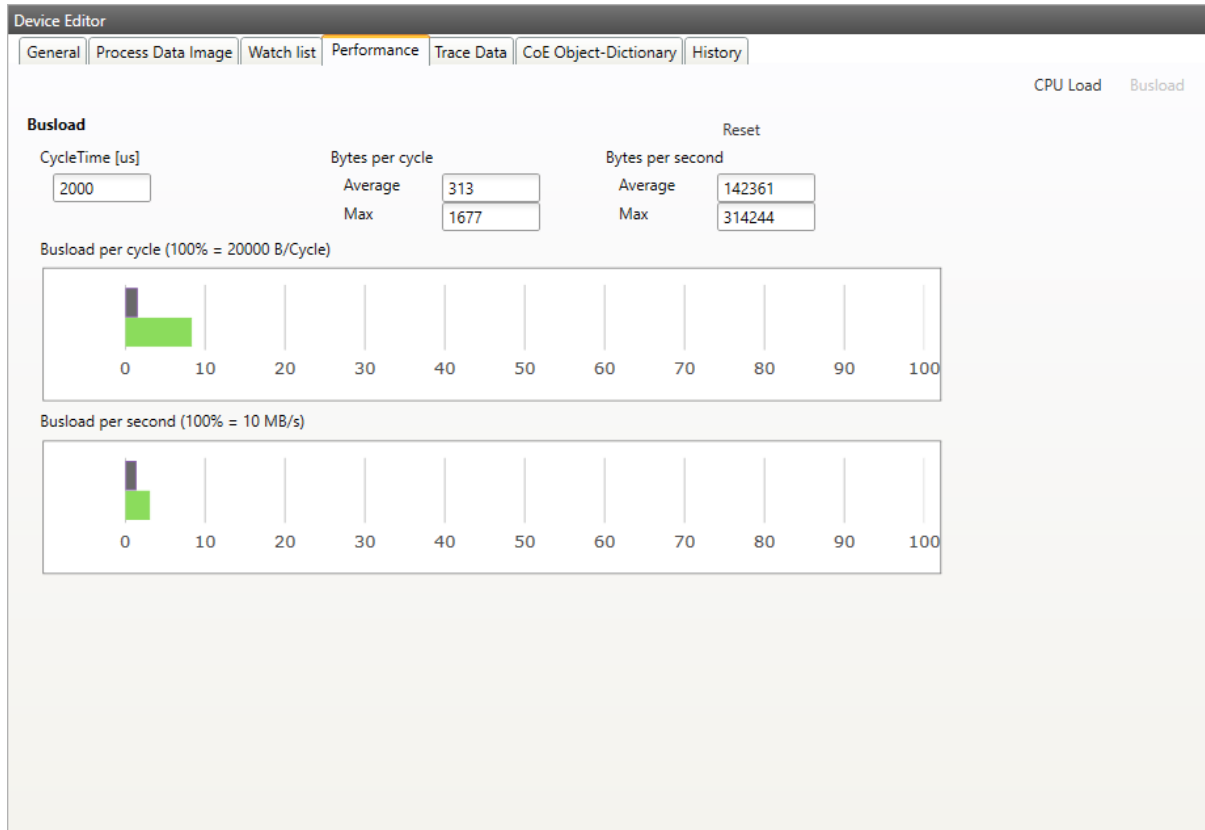 Device Editor
General Process Data Image Watch list Performance Trace Data CoE Object-Dictionary History
CPU Load Busload
Busload
Reset
CycleTime [us] Bytes per cycle Bytes per second
2000 Average 313 Average 142361
Max 1677 Max 314244
Busload per cycle (100% = 20000 B/Cycle)
0 10 20 30 40 50 60 70 80 90 100
Busload per second (100% = 10 MB/s)
0 10 20 30 40 50 60 70 80 90 100